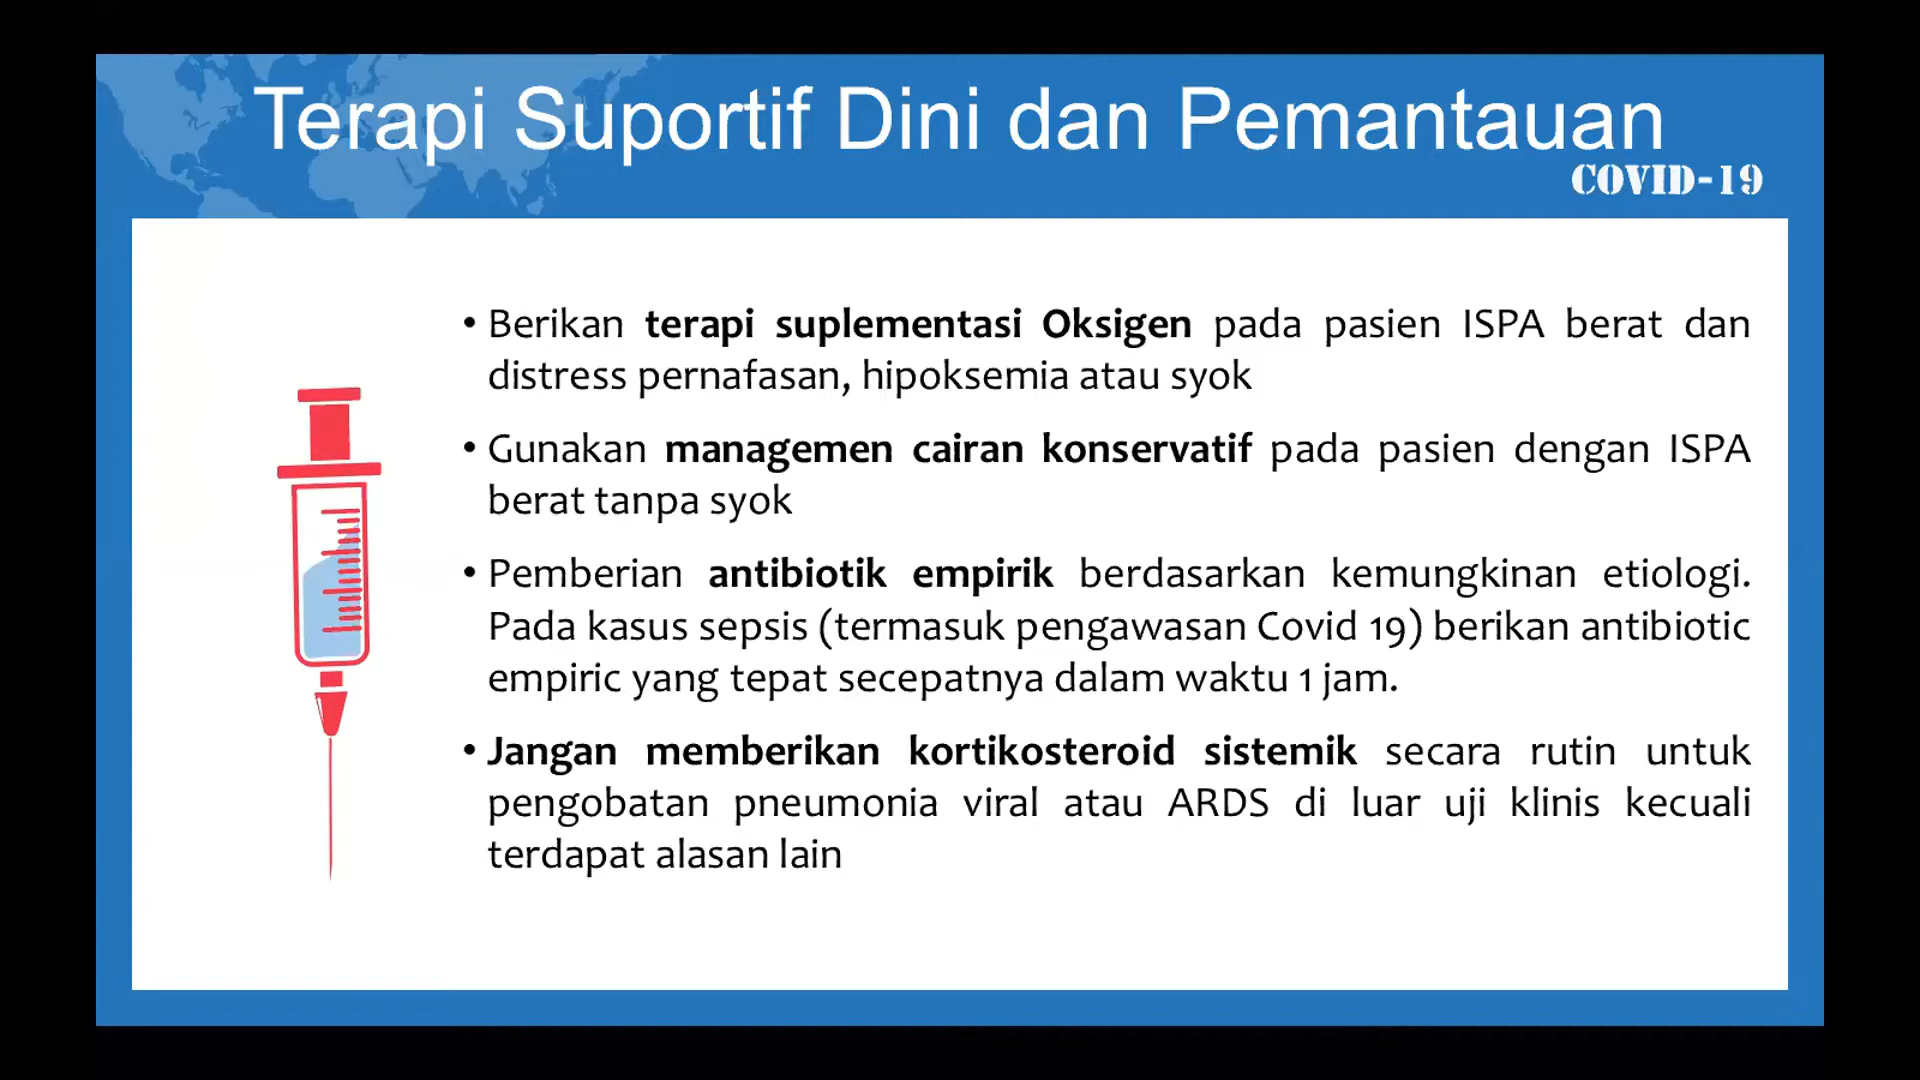 Terapi Suportif Dini dan Pemantauan
COVID-19
• Berikan terapi suplementasi Oksigen pada pasien ISPA berat dan
distress pernafasan, hipoksemia atau syok
• Gunakan managemen cairan konservatif pada pasien dengan ISPA
berat tanpa syok
• Pemberian antibiotik empirik berdasarkan kemungkinan etiologi.
Pada kasus sepsis (termasuk pengawasan Covid 19) berikan antibiotic
empiric yang tepat secepatnya dalam waktu 1 jam.
• Jangan memberikan kortikosteroid sistemik secara rutin untuk
pengobatan pneumonia viral atau ARDS di luar uji klinis kecuali
terdapat alasan lain